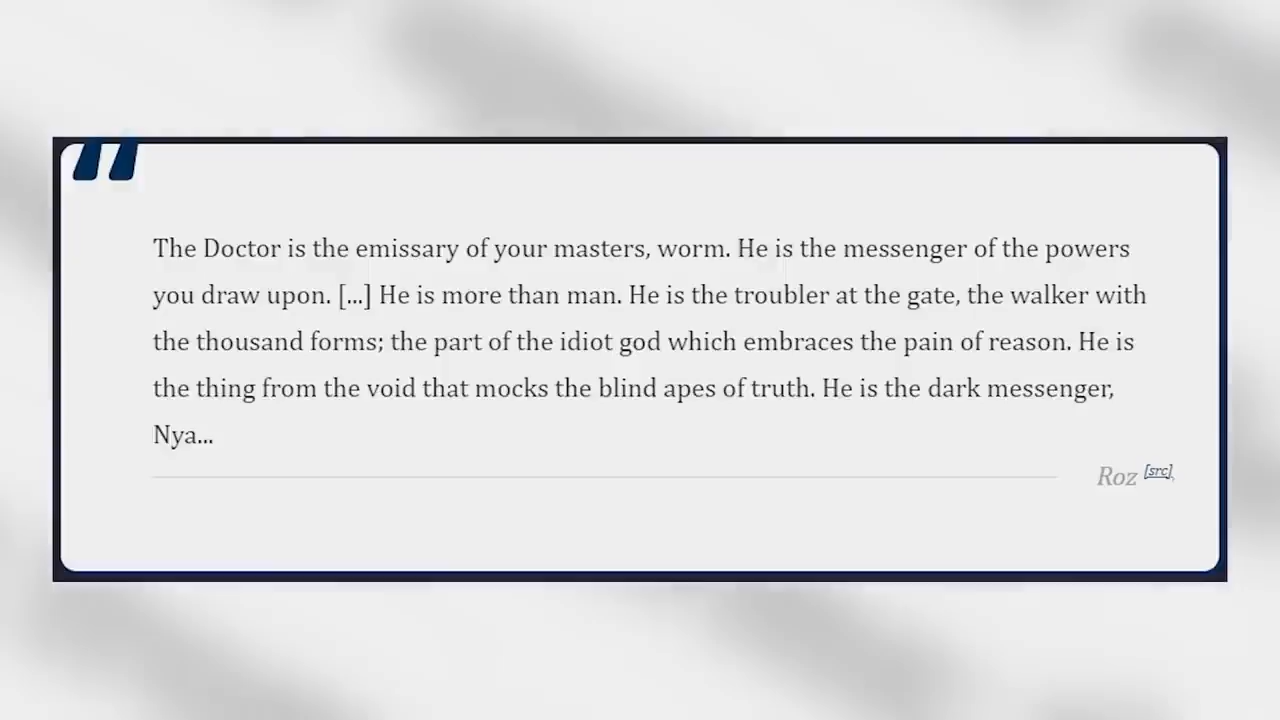 The Doctor is the emissary of your masters, worm. He is the messenger of the powers
you draw upon. [...] He is more than man. He is the troubler at the gate, the walker with
the thousand forms; the part of the idiot god which embraces the pain of reason. He is
the thing from the void that mocks the blind apes of truth. He is the dark messenger,
Nya...
Roz [src]